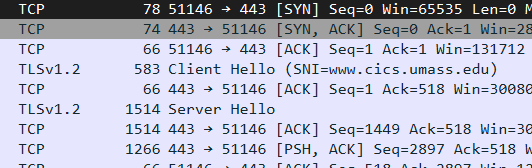 TCP 78 51146 → 443 [SYN] Seq=0 Win=65535 Len=0 M
TCP 74 443 → 51146 [SYN, ACK] Seq=0 Ack=1 Win=28
TCP 66 51146 → 443 [ACK] Seq=1 Ack=1 Win=131712
TLSv1.2 583 Client Hello (SNI=www.cics.umass.edu)
TCP 66 443 → 51146 [ACK] Seq=1 Ack=518 Win=30080
TLSv1.2 1514 Server Hello
TCP 1514 443 → 51146 [ACK] Seq=1449 Ack=518 Win=30
TCP 1266 443 → 51146 [PSH, ACK] Seq=2897 Ack=518 W
TCP 66 51146 → 443 [ACK] Seq=518 Ack=1449 Win=13